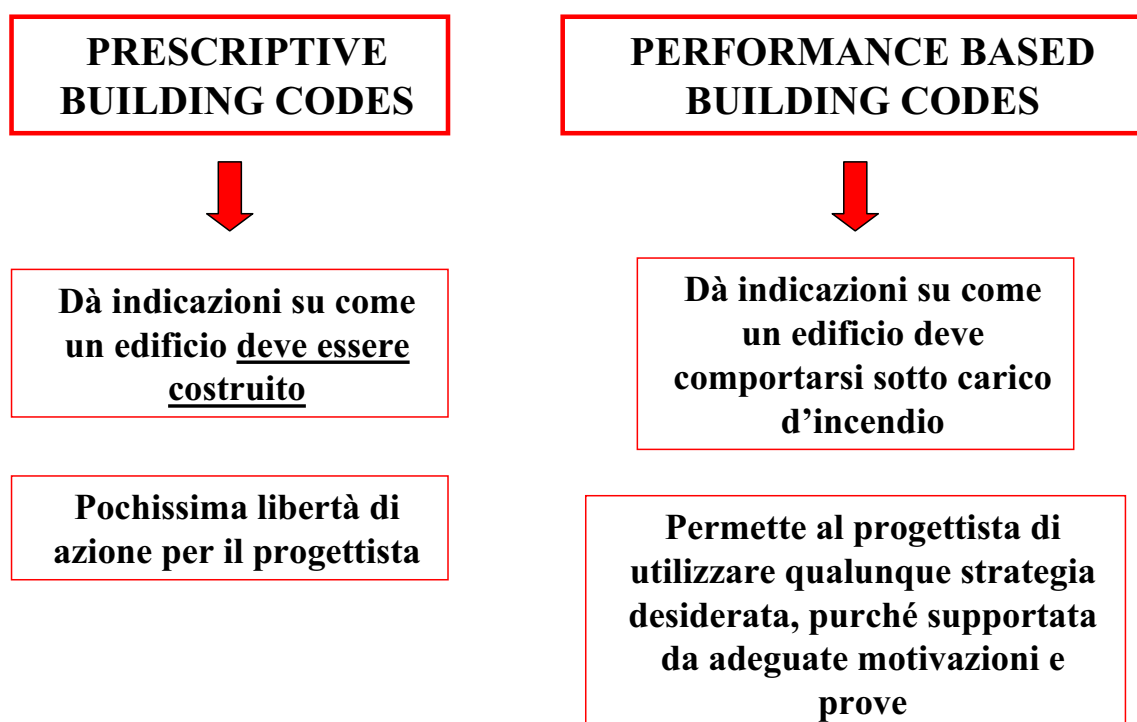 PRESCRIPTIVE
BUILDING CODES
Dà indicazioni su come
un edificio deve essere
costruito
Pochissima libertà di
azione per il progettista
PERFORMANCE BASED
BUILDING CODES
Dà indicazioni su come
un edificio deve
comportarsi sotto carico
d’incendio
Permette al progettista di
utilizzare qualunque strategia
desiderata, purché supportata
da adeguate motivazioni e
prove